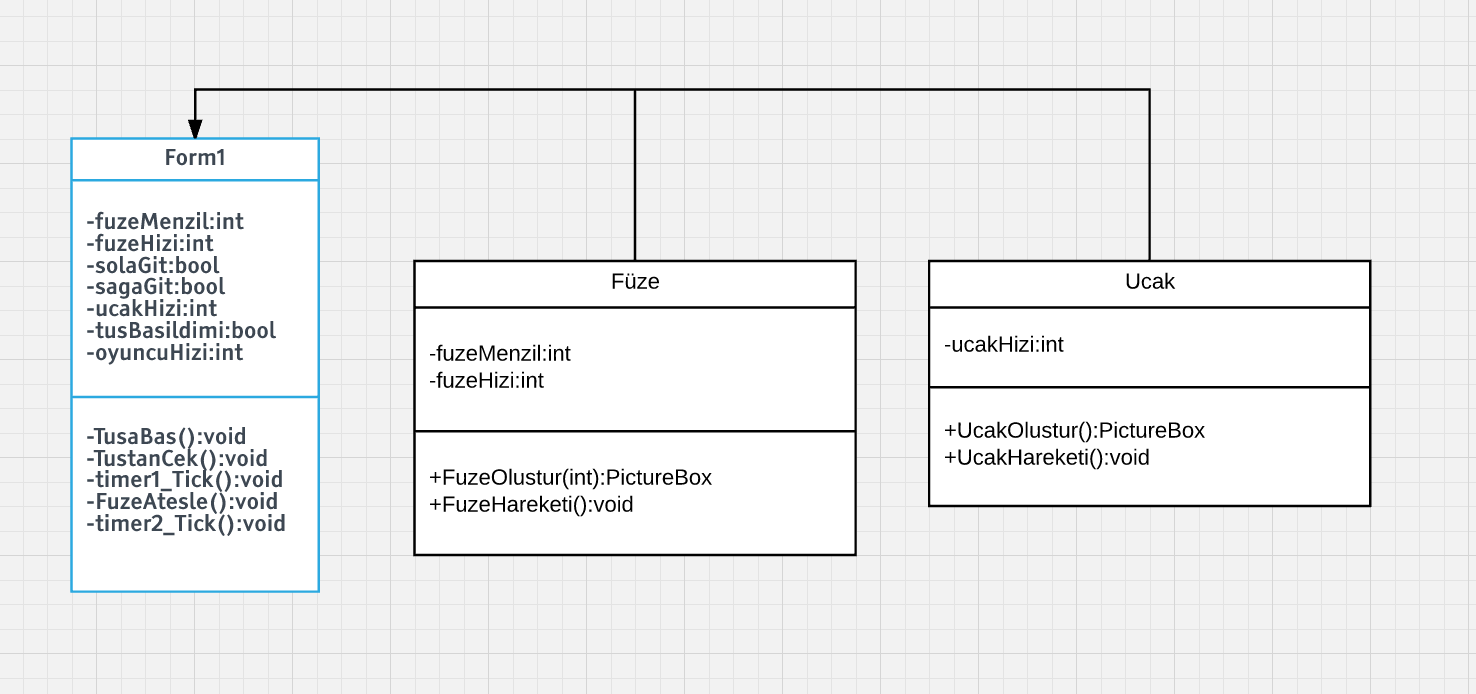 Form1
-fuzeMenzil:int
-fuzeHizi:int
-solaGit:bool
-sagaGit:bool
-ucakHizi:int
-tusBasildimi:bool
-oyuncuHizi:int
-TusaBas():void
-TustanCek():void
-timer1_Tick():void
-FuzeAtesle():void
-timer2_Tick():void
Füze
-fuzeMenzil:int
-fuzeHizi:int
+FuzeOlustur(int):PictureBox
+FuzeHareketi():void
Ucak
-ucakHizi:int
+UcakOlustur():PictureBox
+UcakHareketi():void